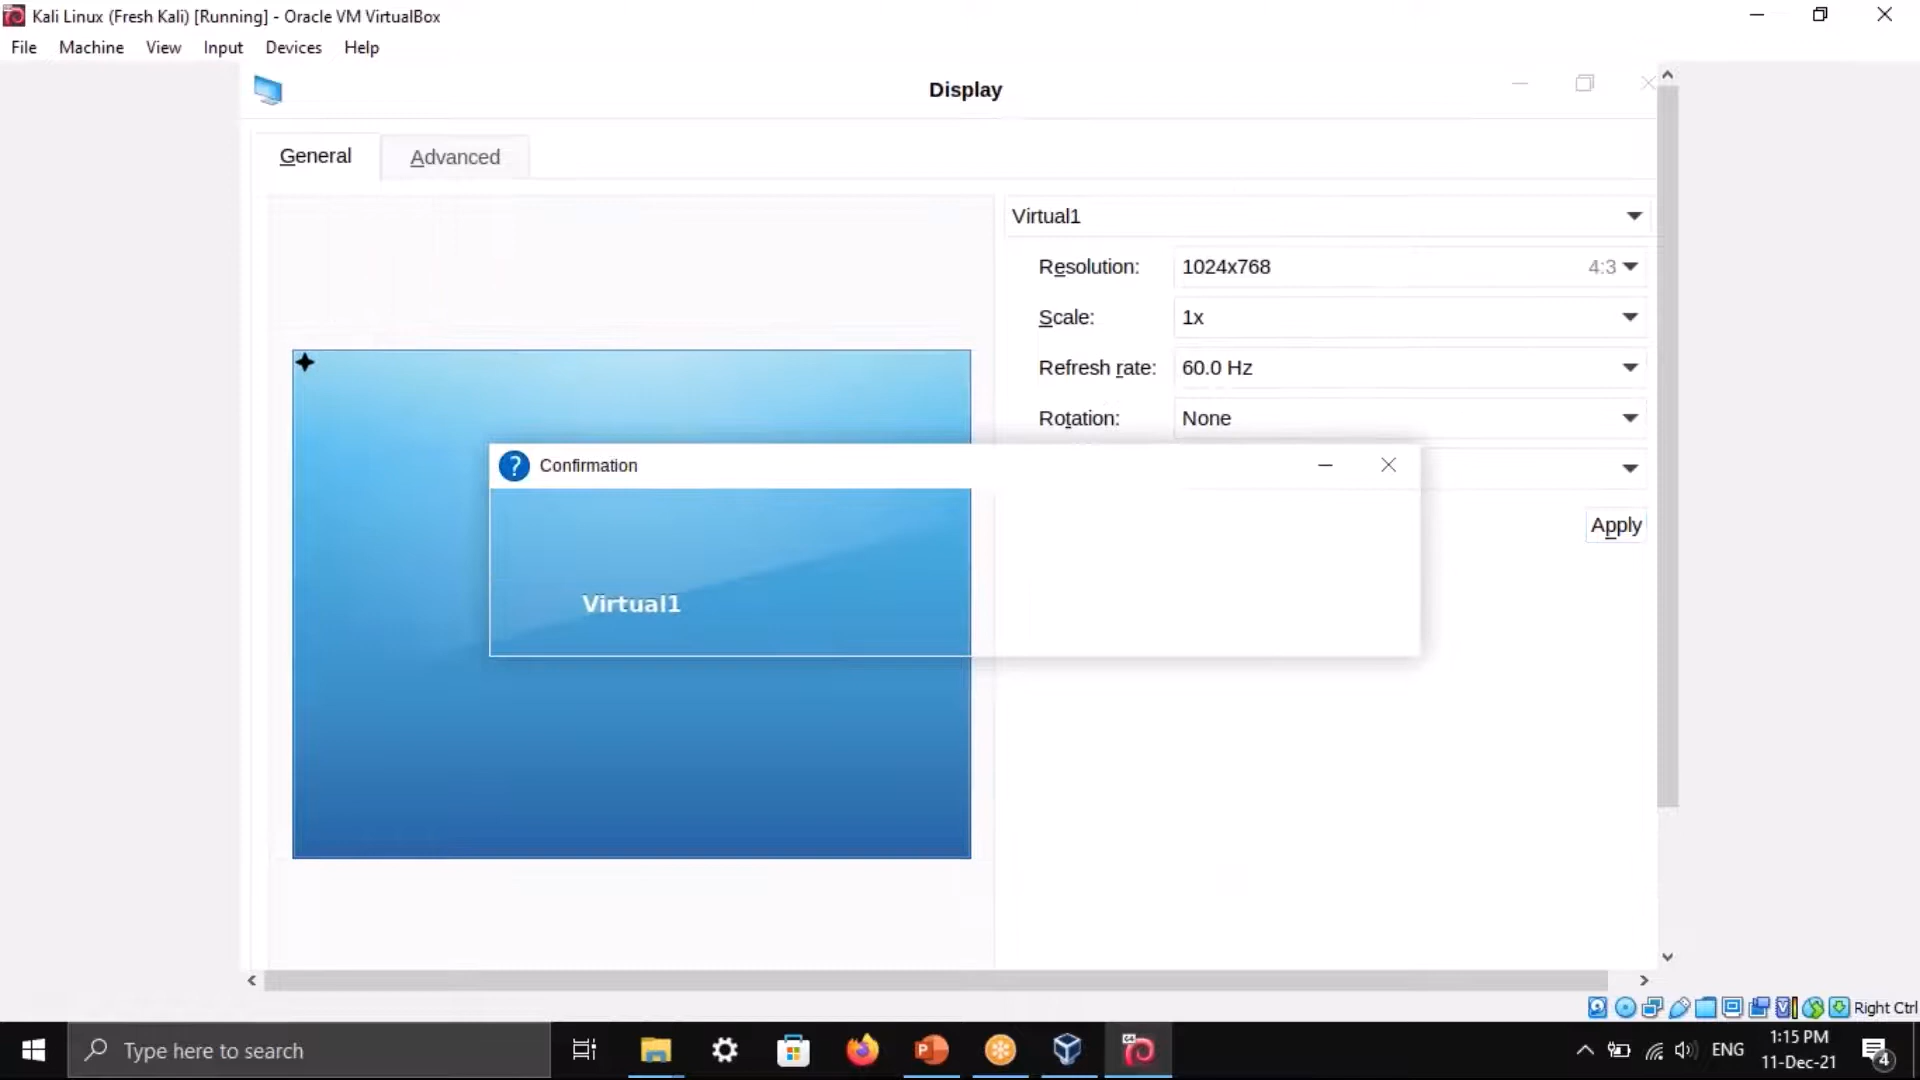 Kali Linux (Fresh Kali) [Running] - Oracle VM VirtualBox
File Machine View Input Devices Help
Display
General Advanced
Virtual1
Resolution: 1024x768 4:3
Scale: 1x
Refresh rate: 60.0 Hz
Rotation: None
? Confirmation
Apply
Virtual1
Right Ctrl
Type here to search
ENG
1:15 PM
11-Dec-21
4